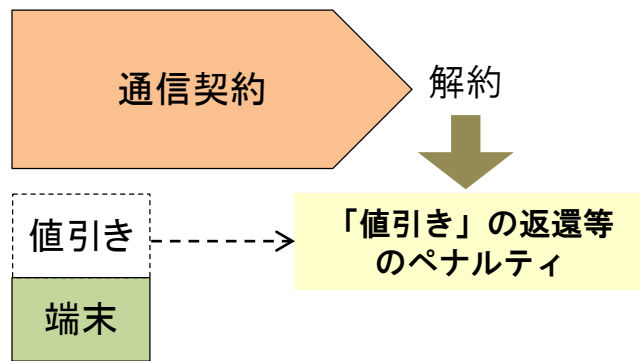 通信契約
解約
値引き
「値引き」の返還等
のペナルティ
端末